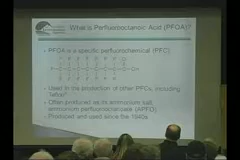 What is Perfluorooctanoic Acid (PFOA)?
PFOA is a specific perfluorochemical (PFC)
Used in the production of other PFCs, including
Often produced as its ammonium salt,
ammonium perfluorooctanoate (APFO)
Produced and used since the 1940s